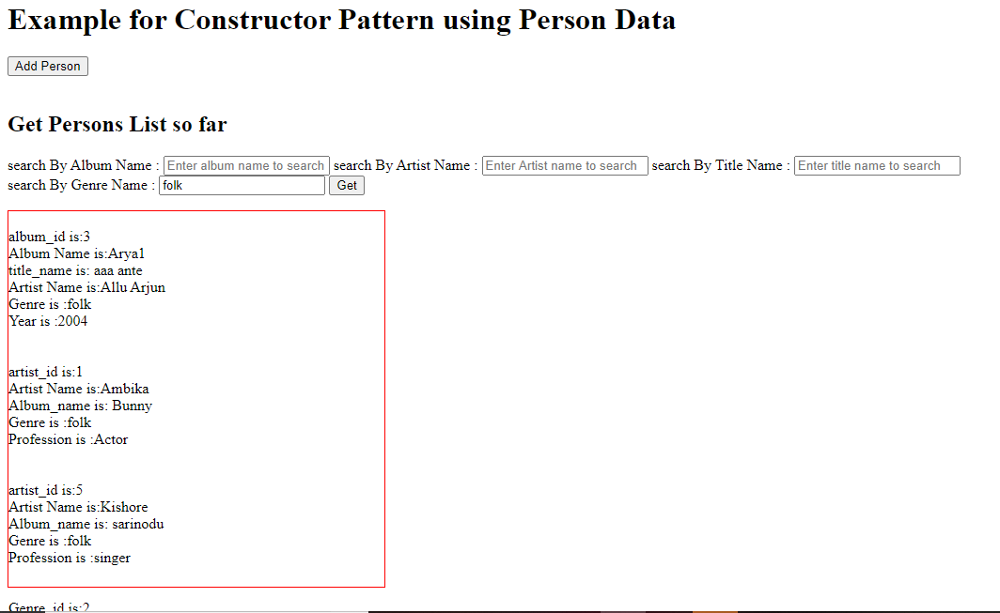 Example for Constructor Pattern using Person Data
Add Person
Get Persons List so far
search By Album Name : Enter album name to search search By Artist Name : Enter Artist name to search search By Title Name : Enter title name to search
search By Genre Name : folk Get
album_id is:3
Album Name is:Arya1
title_name is: aaa ante
Artist Name is:Allu Arjun
Genre is :folk
Year is :2004
artist_id is:1
Artist Name is:Ambika
Album_name is: Bunny
Genre is :folk
Profession is :Actor
artist_id is:5
Artist Name is:Kishore
Album_name is: sarinodu
Genre is :folk
Profession is :singer
Genre_id is:2